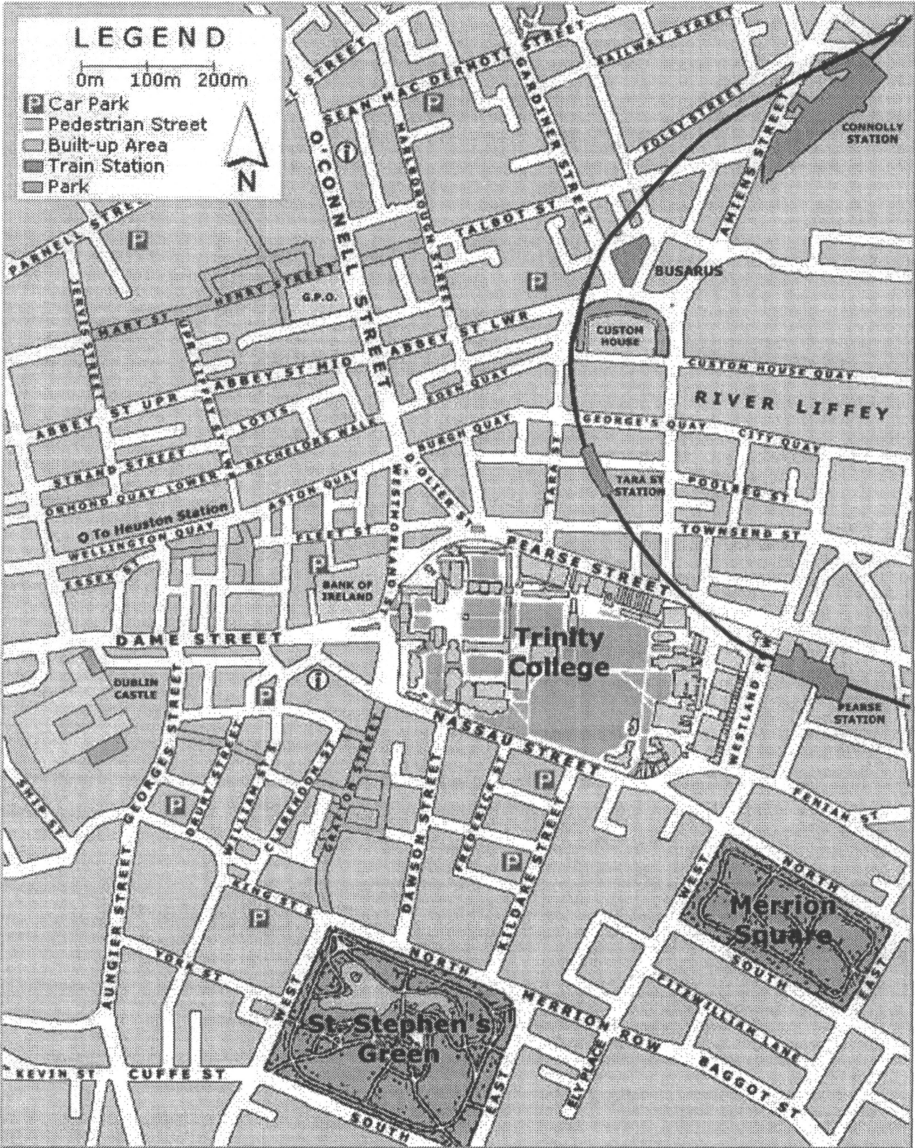 LEGEND
0m 100m 200m
P Car Park
Pedestrian Street
Built-up Area
Train Station
Park
N
L STREET
SEAN MAC DERMOTT STREET
RAILWAY STREET
GARDINER STREET
FOLEY STREET
CONNOLLY
STATION
AMIENS STREET
P
i
O'CONNELL STREET
MARLBOROUGH STREET
TALBOT ST
PARNELL STRE
P
BUSARUS
P
HENRY STREET
G.P.O.
JERVIS STREET
MARY ST
UPR LIFFEY ST
CUSTOM
HOUSE
ABBEY ST LWR
ABBEY ST MID
ABBEY ST UPR
CUSTOM HOUSE QUAY
EDEN QUAY
RIVER LIFFEY
LOTTS
BACHELORS WALK
BURGH QUAY
GEORGE'S QUAY
CITY QUAY
STRAND STREET
ORMOND QUAY LOWER
ASTON QUAY
WESTMORLAND ST
D'OLIER ST
TARA ST
TARA ST
STATION
POOLBEG ST
To Heuston Station
WELLINGTON QUAY
FLEET ST
TOWNSEND ST
ESSEX ST
P
PEARSE STREET
BANK OF
IRELAND
DAME STREET
Trinity
College
WESTLAND ROW
DUBLIN
CASTLE
P
i
PEARSE
STATION
NASSAU STREET
GEORGES STREET
DRURY STREET
WILLIAM ST S
CLARENDON ST
GRAFTON STREET
SHIP ST
P
P
FENIAN ST
DAWSON STREET
FREDERICK ST
KILDARE STREET
P
NORTH
WEST
Merrion
Square
SOUTH
EAST
KING ST S
P
AUNGIER STREET
YORK ST
NORTH
WEST
St. Stephen's
Green
MERRION ROW
FITZWILLIAM LANE
BAGGOT ST
ELY PLACE
EAST
KEVIN ST
CUFFE ST
SOUTH